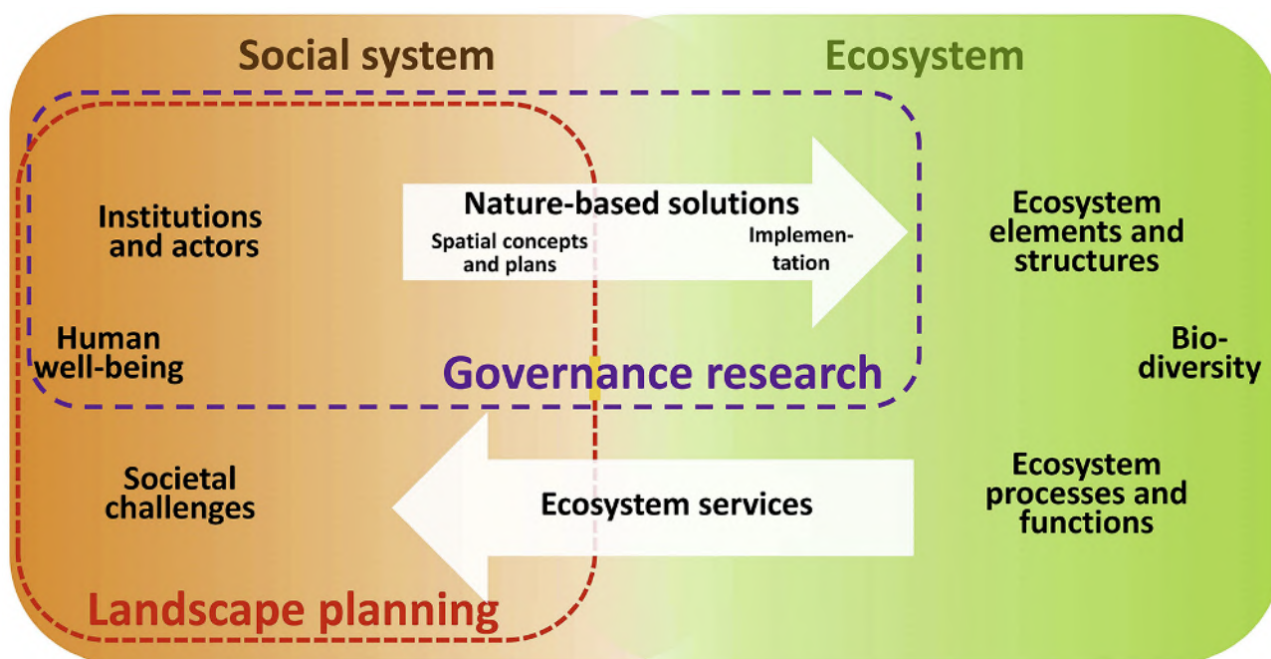 Social system
Ecosystem
Institutions
and actors
Nature-based solutions
Spatial concepts
and plans
Implemen-
tation
Ecosystem
elements and
structures
Human
well-being
Governance research
Bio-
diversity
Societal
challenges
Ecosystem services
Ecosystem
processes and
functions
Landscape planning